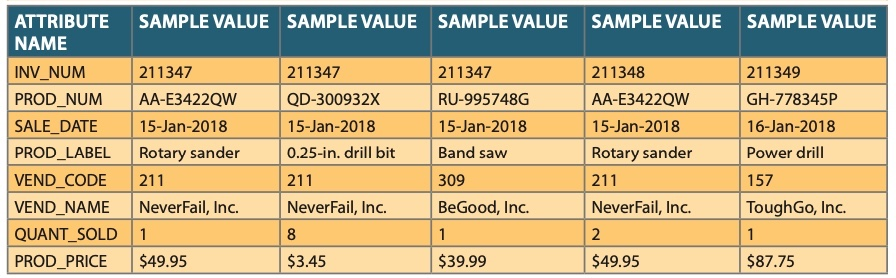 ATTRIBUTE NAME SAMPLE VALUE SAMPLE VALUE SAMPLE VALUE SAMPLE VALUE SAMPLE VALUE
INV_NUM 211347 211347 211347 211348 211349
PROD_NUM AA-E3422QW QD-300932X RU-995748G AA-E3422QW GH-778345P
SALE_DATE 15-Jan-2018 15-Jan-2018 15-Jan-2018 15-Jan-2018 16-Jan-2018
PROD_LABEL Rotary sander 0.25-in. drill bit Band saw Rotary sander Power drill
VEND_CODE 211 211 309 211 157
VEND_NAME NeverFail, Inc. NeverFail, Inc. BeGood, Inc. NeverFail, Inc. ToughGo, Inc.
QUANT_SOLD 1 8 1 2 1
PROD_PRICE $49.95 $3.45 $39.99 $49.95 $87.75